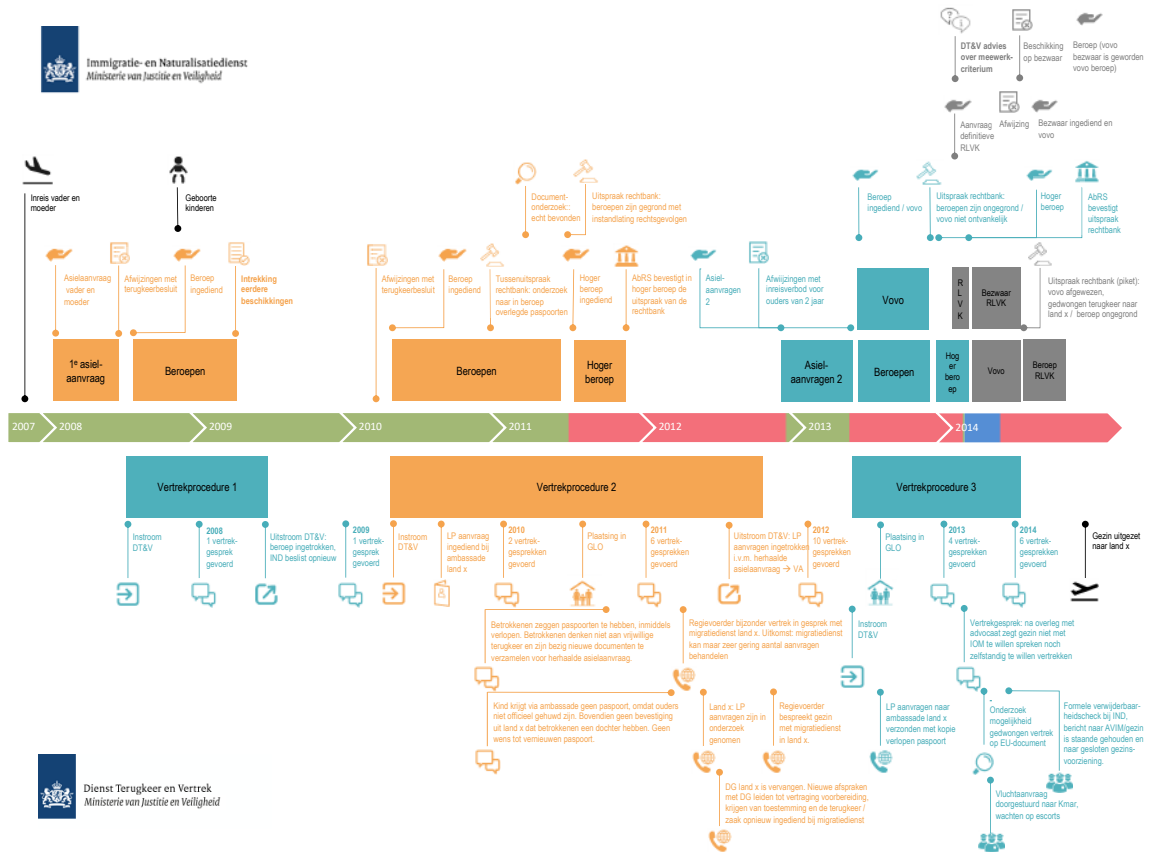 Immigratie- en Naturalisatiedienst
Ministerie van Justitie en Veiligheid
DT&V advies
over meewerk-
criterium
Beschikking
op bezwaar
Beroep (vovo
bezwaar is geworden
vovo beroep)
Aanvraag
definitieve
RLVK
Afwijzing
Bezwaar ingediend en
vovo
Inreis vader en
moeder
Geboorte
kinderen
Document-
onderzoek:
echt bevonden
Uitspraak rechtbank:
beroepen zijn gegrond met
instandlating rechtsgevolgen
Beroep
ingediend / vovo
Uitspraak rechtbank:
beroepen zijn ongegrond /
vovo niet ontvankelijk
Hoger
beroep
AbRS
bevestigt
uitspraak
rechtbank
Asielaanvraag
vader en
moeder
Afwijzingen met
terugkeerbesluit
Beroep
ingediend
Intrekking
eerdere
beschikkingen
Afwijzingen met
terugkeerbesluit
Beroep
ingediend
Tussenuitspraak
rechtbank: onderzoek
naar in beroep
overlegde paspoorten
Hoger
beroep
ingediend
AbRS bevestigt in
hoger beroep de
uitspraak van de
rechtbank
Asiel-
aanvragen
2
Afwijzingen met
inreisverbod voor
ouders van 2 jaar
Vovo
R
L
V
K
Bezwaar
RLVK
Uitspraak rechtbank (piket):
vovo afgewezen,
gedwongen terugkeer naar
land x / beroep ongegrond
1e asiel-
aanvraag
Beroepen
Beroepen
Hoger
beroep
Asiel-
aanvragen 2
Beroepen
Hog
er
bero
ep
Vovo
Beroep
RLVK
2007
2008
2009
2010
2011
2012
2013
2014
Vertrekprocedure 1
Vertrekprocedure 2
Vertrekprocedure 3
Instroom
DT&V
2008
1 vertrek-
gesprek
gevoerd
Uitstroom DT&V:
beroep ingetrokken,
IND beslist opnieuw
2009
1 vertrek-
gesprek
gevoerd
Instroom
DT&V
LP aanvraag
ingediend bij
ambassade
land x
2010
2 vertrek-
gesprekken
gevoerd
Plaatsing in
GLO
2011
6 vertrek-
gesprekken
gevoerd
Uitstroom DT&V: LP
aanvragen ingetrokken
i.v.m. herhaalde
asielaanvraag → VA
2012
10 vertrek-
gesprekken
gevoerd
Plaatsing in
GLO
2013
4 vertrek-
gesprekken
gevoerd
2014
6 vertrek-
gesprekken
gevoerd
Gezin uitgezet
naar land x
Betrokkenen zeggen paspoorten te hebben, inmiddels
verlopen. Betrokkenen denken niet aan vrijwillige
terugkeer en zijn bezig nieuwe documenten te
verzamelen voor herhaalde asielaanvraag.
Regievoerder bijzonder vertrek in gesprek met
migratiedienst land x. Uitkomst: migratiedienst
kan maar zeer gering aantal aanvragen
behandelen
Instroom
DT&V
Vertrekgesprek: na overleg met
advocaat zegt gezin niet met
IOM te willen spreken noch
zelfstandig te willen vertrekken
Kind krijgt via ambassade geen paspoort, omdat ouders
niet officieel gehuwd zijn. Bovendien geen bevestiging
uit land x dat betrokkenen een dochter hebben. Geen
wens tot vernieuwen paspoort.
Land x: LP
aanvragen zijn in
onderzoek
genomen
Regievoerder
bespreekt gezin
met migratiedienst
in land x.
LP aanvragen naar
ambassade land x
verzonden met kopie
verlopen paspoort
-
Onderzoek
mogelijkheid
gedwongen vertrek
op EU-document
Formele verwijderbaar-
heidscheck bij IND,
bericht naar AVIM/gezin
is staande gehouden en
naar gesloten gezins-
voorziening.
DG land x is vervangen. Nieuwe afspraken
met DG leiden tot vertraging voorbereiding,
krijgen van toestemming en de terugkeer /
zaak opnieuw ingediend bij migratiedienst
Vluchtaanvraag
doorgestuurd naar Kmar,
wachten op escorts
Dienst Terugkeer en Vertrek
Ministerie van Justitie en Veiligheid